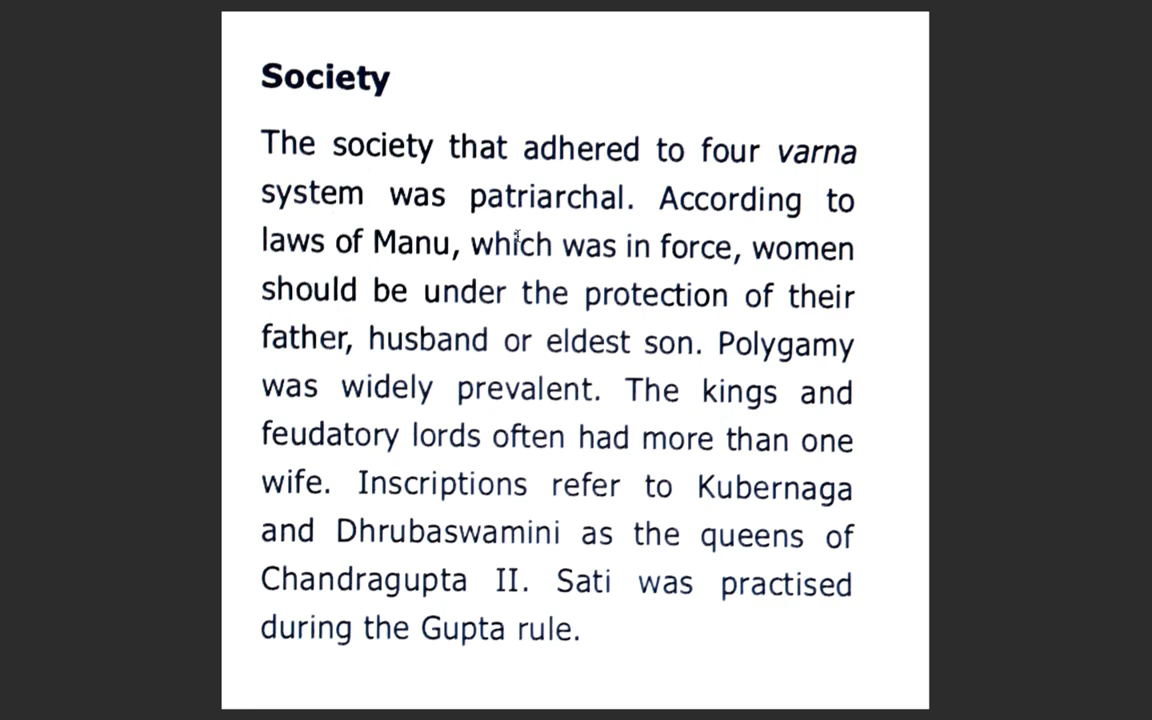 Society
The society that adhered to four varna
system was patriarchal. According to
laws of Manu, which was in force, women
should be under the protection of their
father, husband or eldest son. Polygamy
was widely prevalent. The kings and
feudatory lords often had more than one
wife. Inscriptions refer to Kubernaga
and Dhrubaswamini as the queens of
Chandragupta II. Sati was practised
during the Gupta rule.